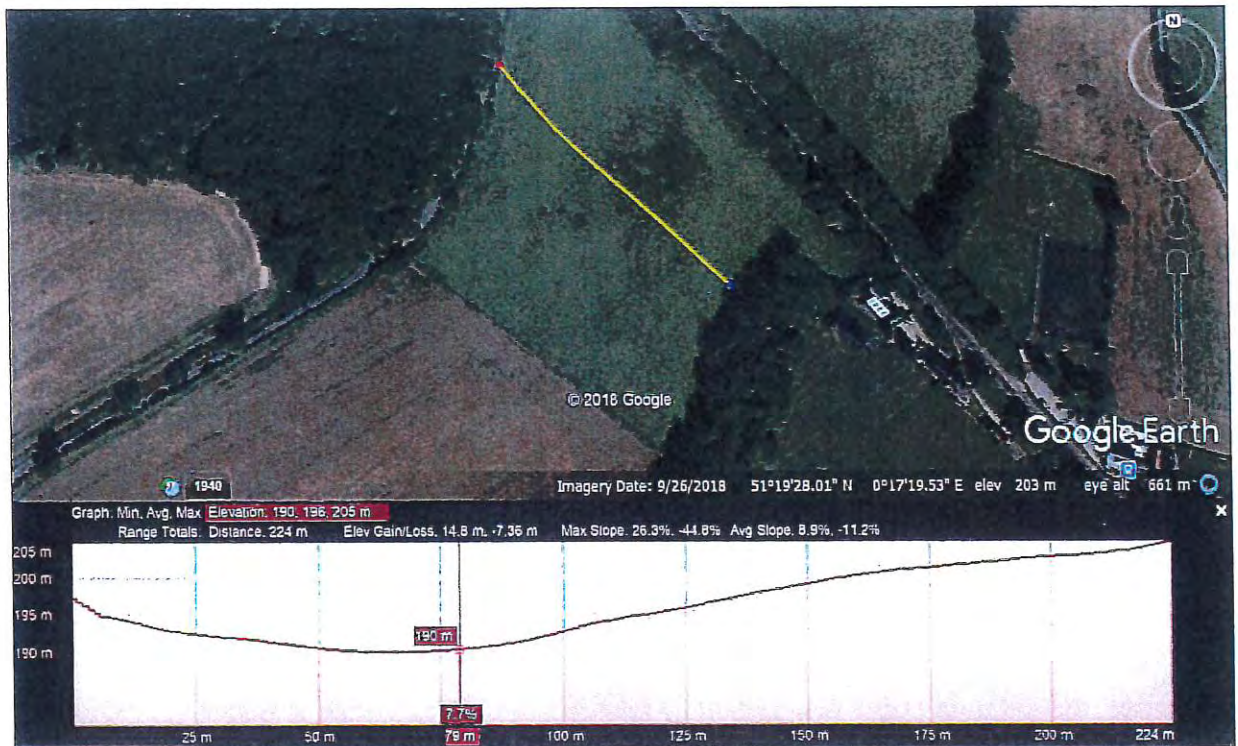 N
© 2018 Google
Google Earth
1940
Imagery Date: 9/26/2018 51°19'28.01" N 0°17'19.53" E elev 203 m eye alt 661 m
Graph: Min, Avg, Max Elevation: 190, 196, 205 m
Range Totals: Distance: 224 m Elev Gain/Loss: 14.8 m, -7.36 m Max Slope: 26.3%, -44.8% Avg Slope: 8.9%, -11.2%
205 m
200 m
195 m
190 m
190 m
7.7%
25 m 50 m 79 m 100 m 125 m 150 m 175 m 200 m 224 m